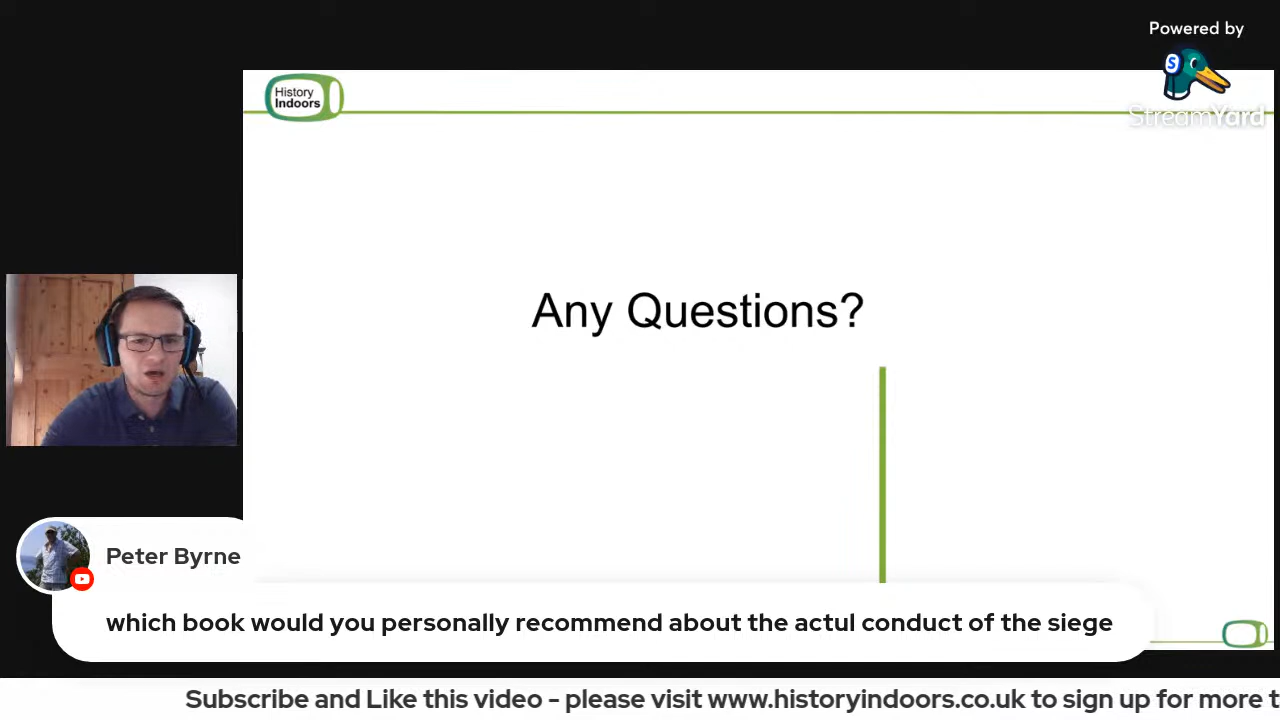 Powered by
S
StreamYard
History
Indoors
Any Questions?
Peter Byrne
which book would you personally recommend about the actul conduct of the siege
Subscribe and Like this video - please visit www.historyindoors.co.uk to sign up for more t